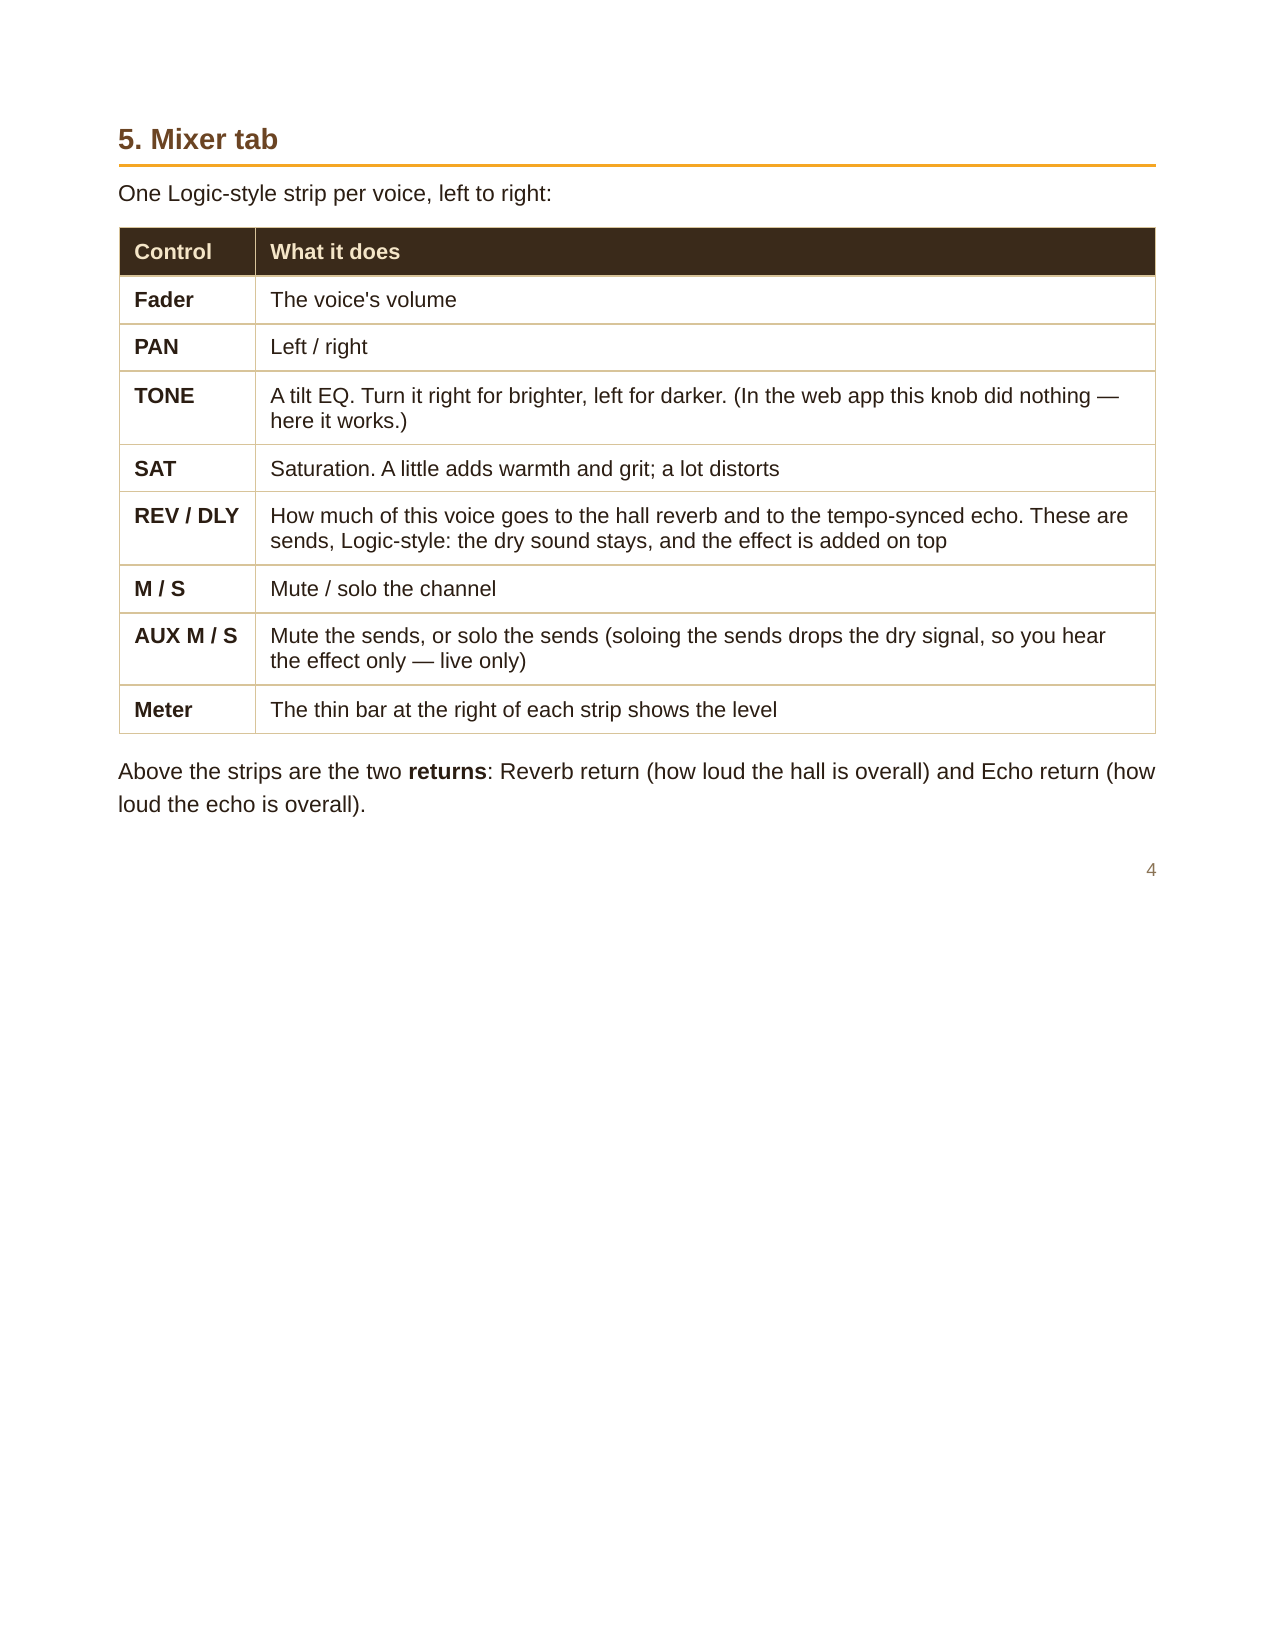 5. Mixer tab
One Logic-style strip per voice, left to right:
Control What it does
Fader The voice's volume
PAN Left / right
TONE A tilt EQ. Turn it right for brighter, left for darker. (In the web app this knob did nothing —
here it works.)
SAT Saturation. A little adds warmth and grit; a lot distorts
REV / DLY How much of this voice goes to the hall reverb and to the tempo-synced echo. These are
sends, Logic-style: the dry sound stays, and the effect is added on top
M / S Mute / solo the channel
AUX M / S Mute the sends, or solo the sends (soloing the sends drops the dry signal, so you hear
the effect only — live only)
Meter The thin bar at the right of each strip shows the level
Above the strips are the two returns: Reverb return (how loud the hall is overall) and Echo return (how
loud the echo is overall).
4